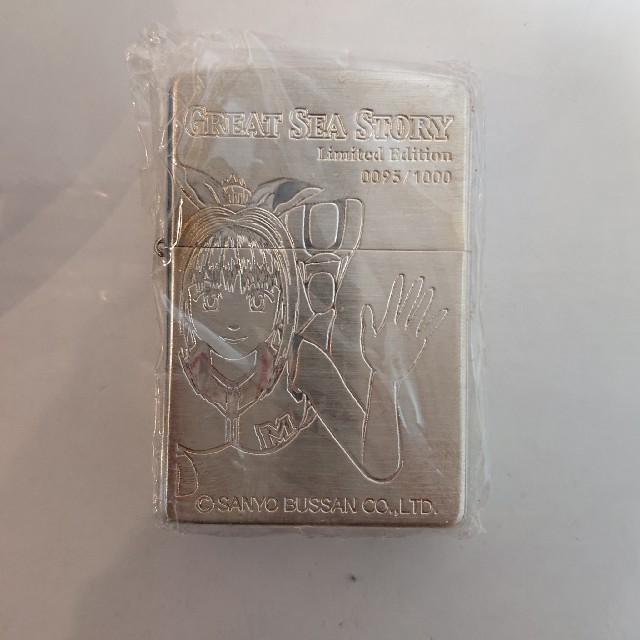 GREAT SEA STORY
Limited Edition
0095/1000
M
© SANYO BUSSAN CO.,LTD.